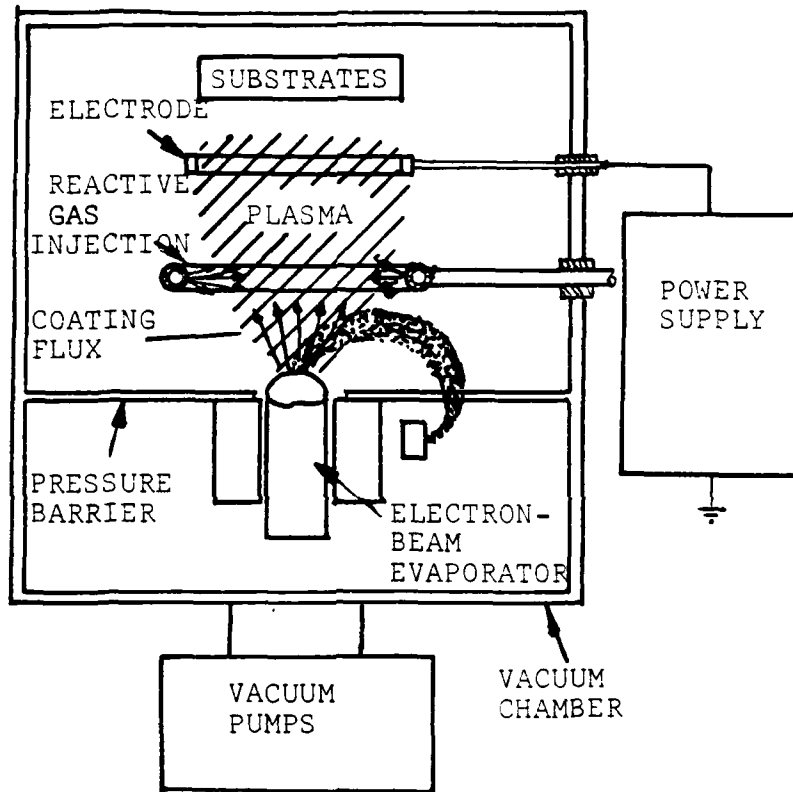 SUBSTRATES
ELECTRODE
REACTIVE
GAS
INJECTION
PLASMA
COATING
FLUX
POWER
SUPPLY
PRESSURE
BARRIER
ELECTRON-
BEAM
EVAPORATOR
VACUUM
PUMPS
VACUUM
CHAMBER